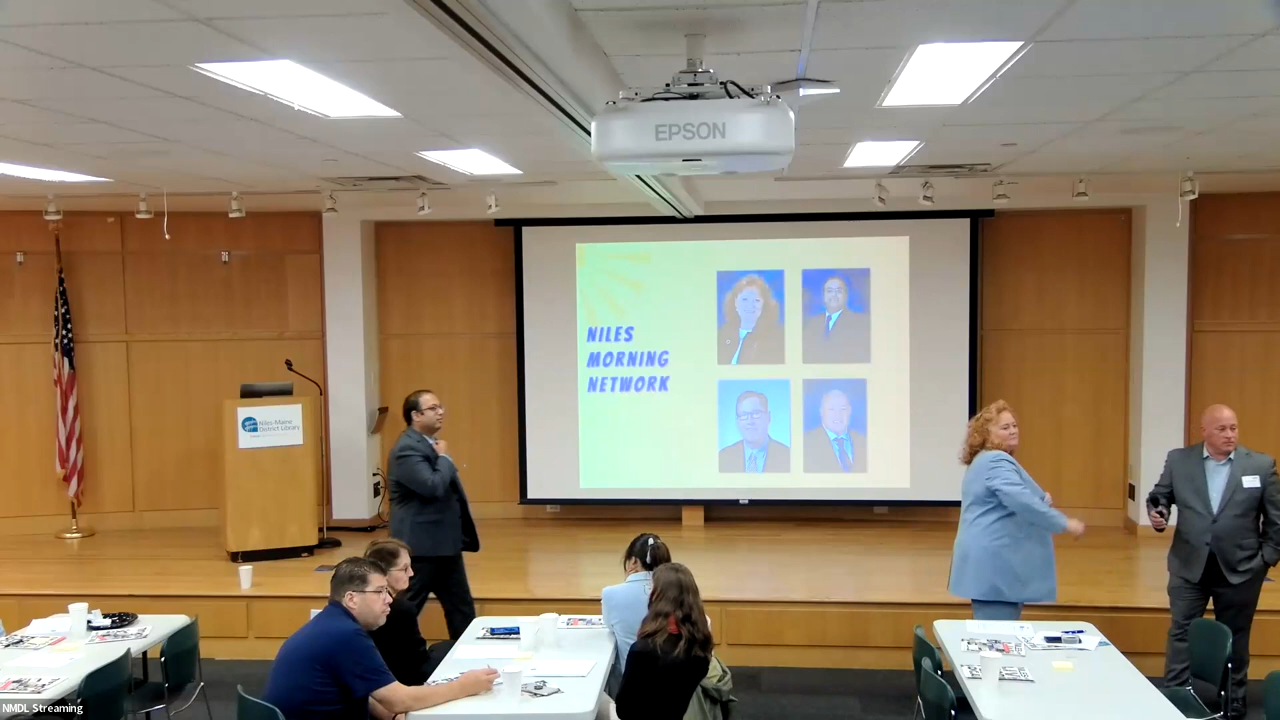 EPSON
NILES
MORNING
NETWORK
Niles-Maine
District Library
NMDL Streaming